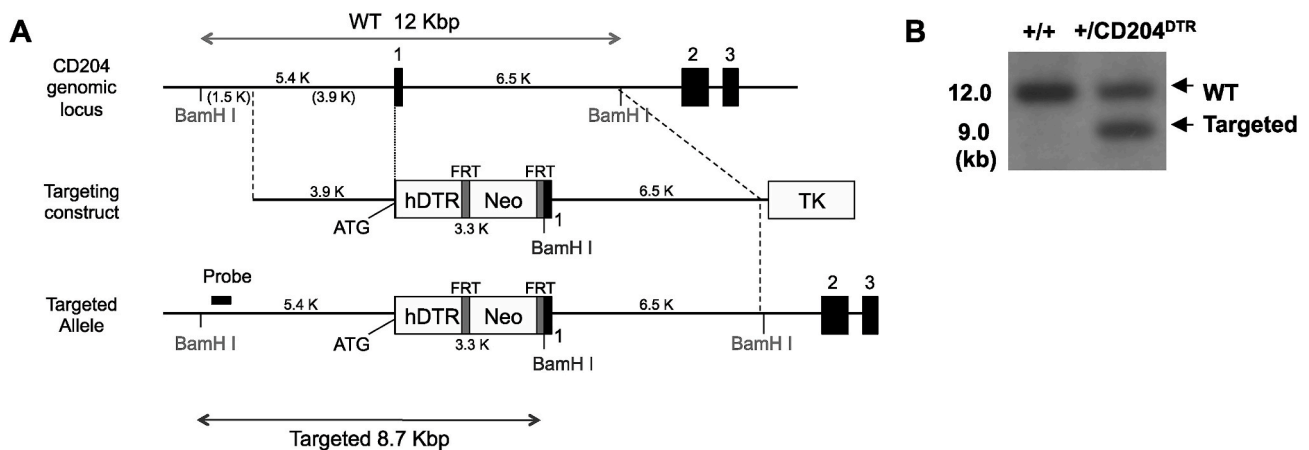 A
WT 12 Kbp
CD204
genomic
locus
1
2
3
5.4 K
6.5 K
(1.5 K)
(3.9 K)
BamH I
BamH I
Targeting
construct
3.9 K
FRT
FRT
hDTR
Neo
6.5 K
TK
ATG
3.3 K
1
BamH I
Targeted
Allele
Probe
5.4 K
FRT
FRT
hDTR
Neo
6.5 K
2
3
BamH I
ATG
3.3 K
1
BamH I
BamH I
Targeted 8.7 Kbp
B
+/+ +/CD204DTR
12.0
WT
9.0
Targeted
(kb)